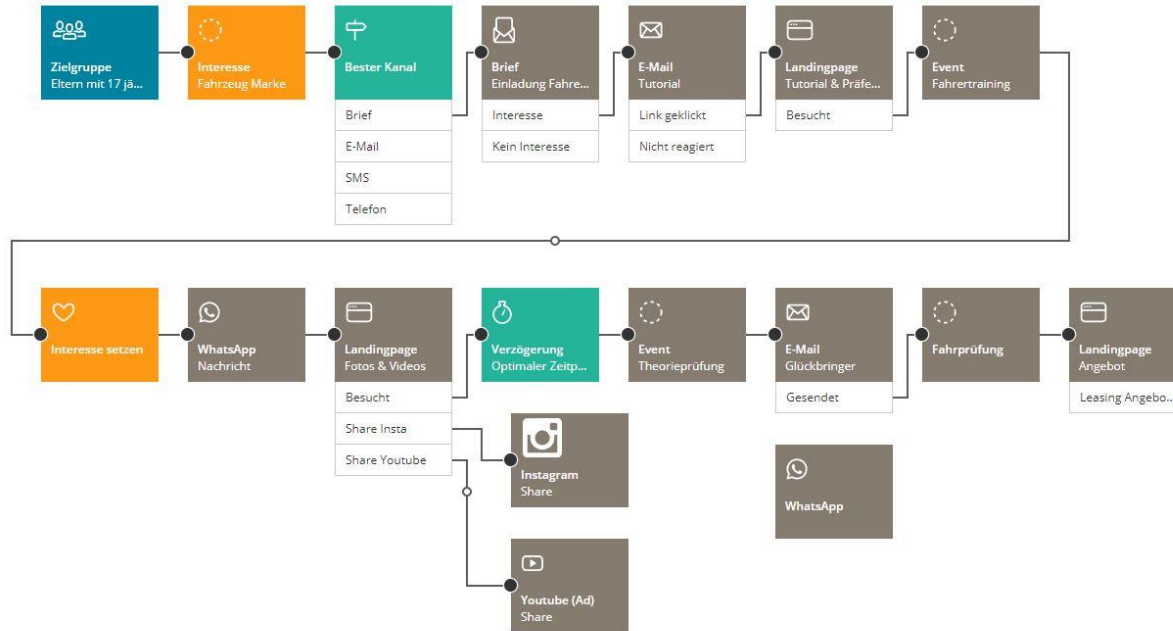 Zielgruppe
Eltern mit 17 jä...
Interesse
Fahrzeug Marke
Bester Kanal
Brief
E-Mail
SMS
Telefon
Brief
Einladung Fahre...
Interesse
Kein Interesse
E-Mail
Tutorial
Link geklickt
Nicht reagiert
Landingpage
Tutorial & Präfe...
Besucht
Event
Fahrertraining
Interesse setzen
WhatsApp
Nachricht
Landingpage
Fotos & Videos
Besucht
Share Insta
Share Youtube
Verzögerung
Optimaler Zeitp...
Event
Theorieprüfung
E-Mail
Glückbringer
Gesendet
Fahrprüfung
Landingpage
Angebot
Leasing Angebo...
Instagram
Share
WhatsApp
Youtube (Ad)
Share